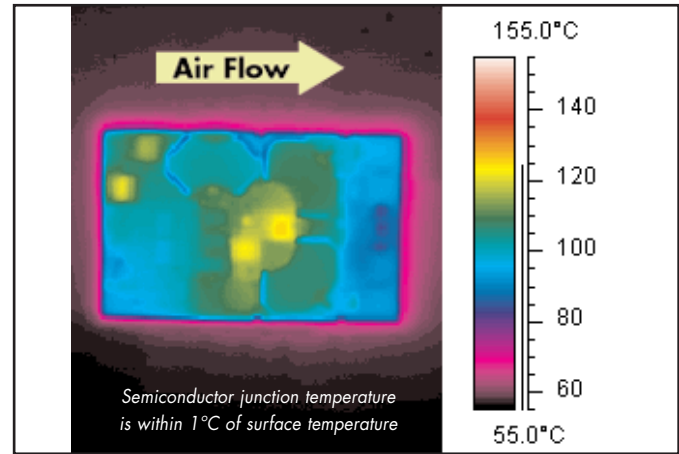 155.0°C
Air Flow
140
120
100
80
60
Semiconductor junction temperature
is within 1°C of surface temperature
55.0°C